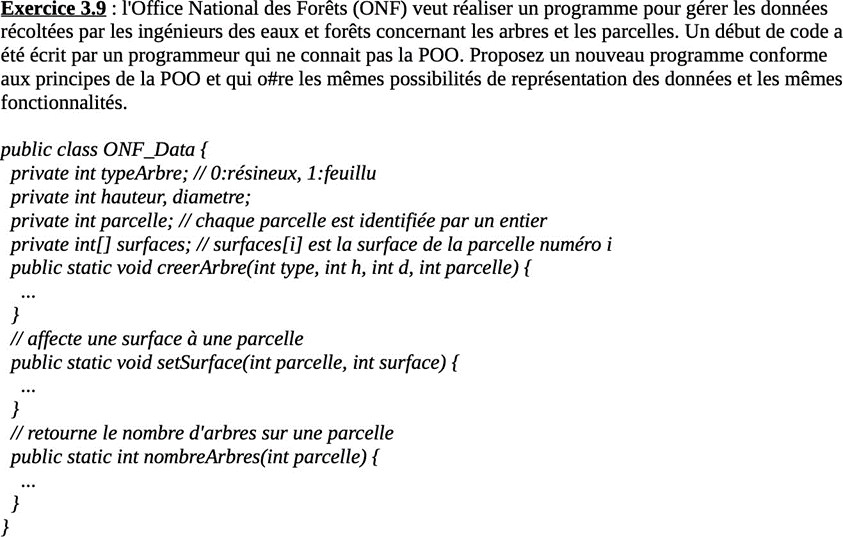 Exercice 3.9 : l'Office National des Forêts (ONF) veut réaliser un programme pour gérer les données
récoltées par les ingénieurs des eaux et forêts concernant les arbres et les parcelles. Un début de code a
été écrit par un programmeur qui ne connait pas la POO. Proposez un nouveau programme conforme
aux principes de la POO et qui o#re les mêmes possibilités de représentation des données et les mêmes
fonctionnalités.
public class ONF_Data {
private int typeArbre; // 0:résineux, 1:feuillu
private int hauteur, diametre;
private int parcelle; // chaque parcelle est identifiée par un entier
private int[] surfaces; // surfaces[i] est la surface de la parcelle numéro i
public static void creerArbre(int type, int h, int d, int parcelle) {
...
}
// affecte une surface à une parcelle
public static void setSurface(int parcelle, int surface) {
...
}
// retourne le nombre d'arbres sur une parcelle
public static int nombreArbres(int parcelle) {
...
}
}